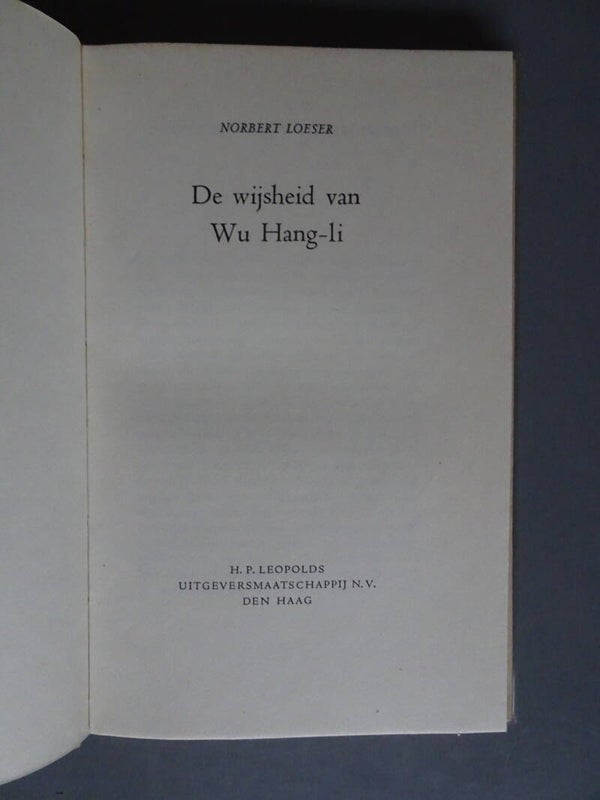 NORBERT LOESER
De wijsheid van
Wu Hang-li
H. P. LEOPOLDS
UITGEVERSMAATSCHAPPIJ N.V.
DEN HAAG